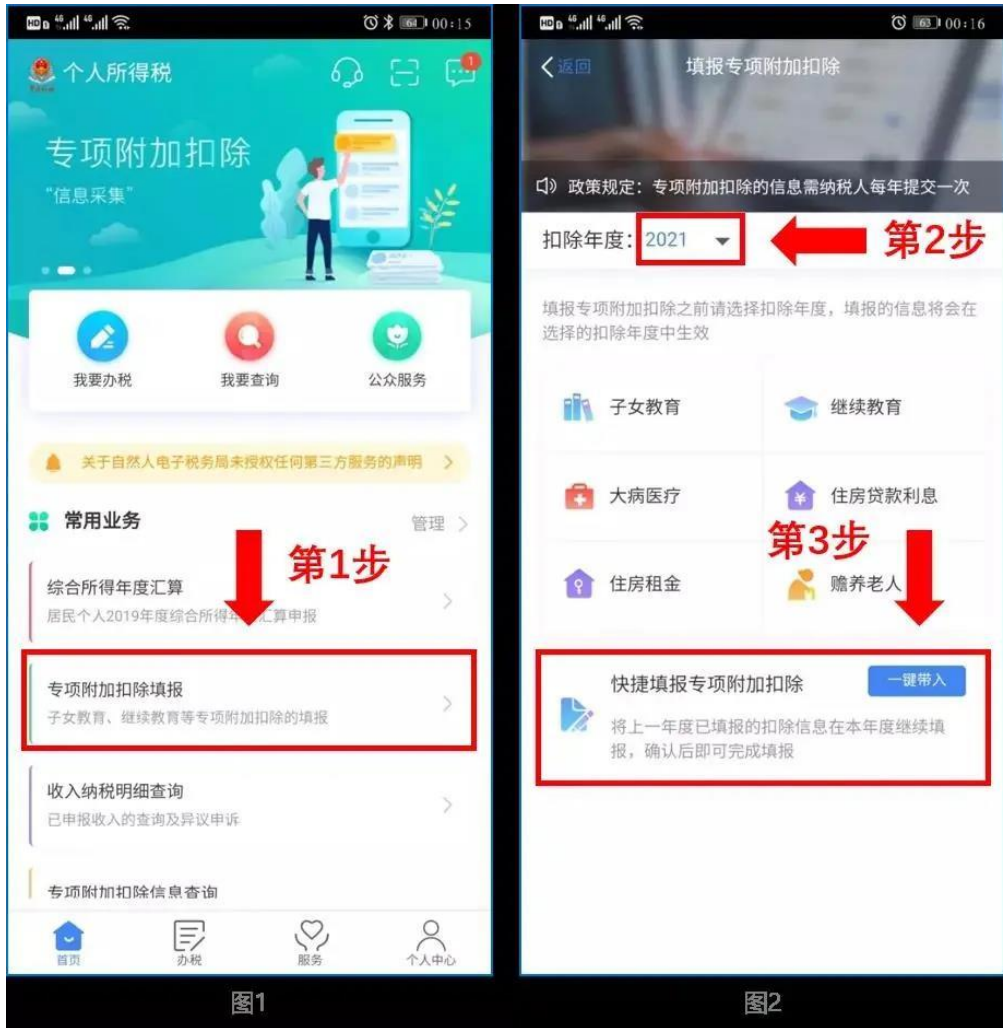 HD 46 46 64 00:15
个人所得税
1
专项附加扣除
“信息采集”
我要办税
我要查询
公众服务
关于自然人电子税务局未授权任何第三方服务的声明
常用业务
管理
第1步
综合所得年度汇算
居民个人2019年度综合所得年 汇算申报
专项附加扣除填报
子女教育、继续教育等专项附加扣除的填报
收入纳税明细查询
已申报收入的查询及异议申诉
专项附加扣除信息查询
首页
办税
服务
个人中心
图1
HD 46 46 63 00:16
返回
填报专项附加扣除
政策规定：专项附加扣除的信息需纳税人每年提交一次
扣除年度：2021
第2步
填报专项附加扣除之前请选择扣除年度，填报的信息将会在
选择的扣除年度中生效
子女教育
继续教育
大病医疗
住房贷款利息
第3步
住房租金
赡养老人
快捷填报专项附加扣除
一键带入
将上一年度已填报的扣除信息在本年度继续填
报，确认后即可完成填报
图2